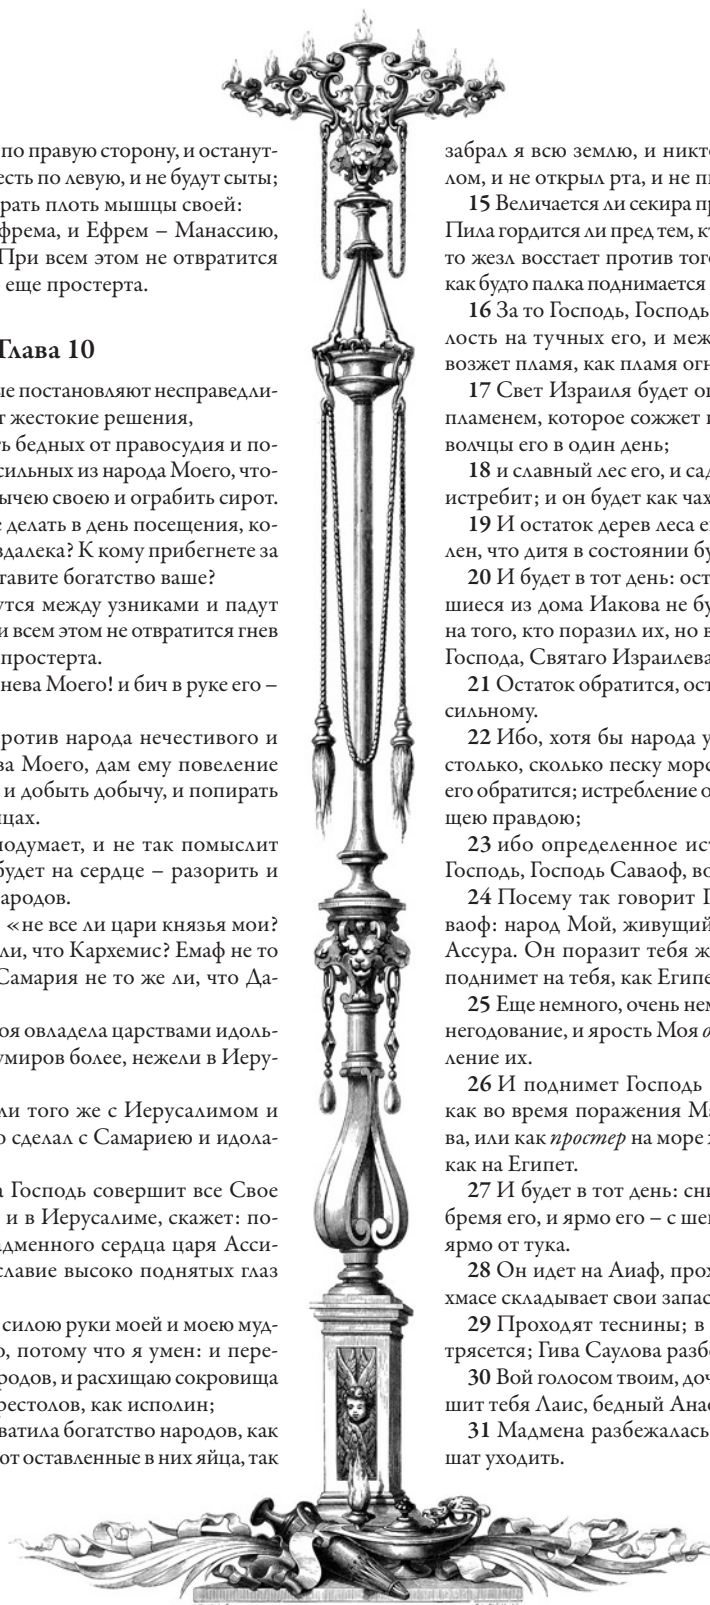 по правую сторону, и останут-
есть по левую, и не будут сыты;
рать плоть мышцы своей:
фрема, и Ефрем – Манассию,
При всем этом не отвратится
еще простерта.
Глава 10
ые постановляют несправедли-
т жестокие решения,
ть бедных от правосудия и по-
сильных из народа Моего, что-
ычею своею и ограбить сирот.
е делать в день посещения, ко-
здалека? К кому прибегнете за
тавите богатство ваше?
утся между узниками и падут
и всем этом не отвратится гнев
простерта.
нева Моего! и бич в руке его –
ротив народа нечестивого и
ва Моего, дам ему повеление
и добыть добычу, и попирать
цах.
подумает, и не так помыслит
будет на сердце – разорить и
ародов.
«не все ли цари князья мои?
ли, что Кархемис? Емаф не то
Самария не то же ли, что Да-
оя овладела царствами идоль-
умиров более, нежели в Иеру-
ли того же с Иерусалимом и
о сделал с Самариею и идола-
а Господь совершит все Свое
и в Иерусалиме, скажет: по-
адменного сердца царя Асси-
славие высоко поднятых глаз
силою руки моей и моею муд-
о, потому что я умен: и пере-
родов, и расхищаю сокровища
рестолов, как исполин;
ватила богатство народов, как
ют оставленные в них яйца, так
забрал я всю землю, и никт
лом, и не открыл рта, и не п
15 Величается ли секира п
Пила гордится ли пред тем, к
то жезл восстает против тог
как будто палка поднимается
16 За то Господь, Господь
лость на тучных его, и меж
возжет пламя, как пламя ог
17 Свет Израиля будет о
пламенем, которое сожжет
волчцы его в один день;
18 и славный лес его, и са
истребит; и он будет как чах
19 И остаток дерев леса е
лен, что дитя в состоянии бу
20 И будет в тот день: ост
шиеся из дома Иакова не бу
на того, кто поразил их, но в
Господа, Святаго Израилева
21 Остаток обратится, ост
сильному.
22 Ибо, хотя бы народа у
столько, сколько песку морс
его обратится; истребление о
щею правдою;
23 ибо определенное ист
Господь, Господь Саваоф, во
24 Посему так говорит Г
ваоф: народ Мой, живущий
Ассура. Он поразит тебя ж
поднимет на тебя, как Египе
25 Еще немного, очень не
негодование, и ярость Моя о
ление их.
26 И поднимет Господь
как во время поражения Ма
ва, или как простер на море
как на Египет.
27 И будет в тот день: сни
бремя его, и ярмо его – с ше
ярмо от тука.
28 Он идет на Аиаф, прох
хмасе складывает свои запас
29 Проходят теснины; в
трясется; Гива Саулова разб
30 Вой голосом твоим, доч
шит тебя Лаис, бедный Ана
31 Мадмена разбежалась
шат уходить.